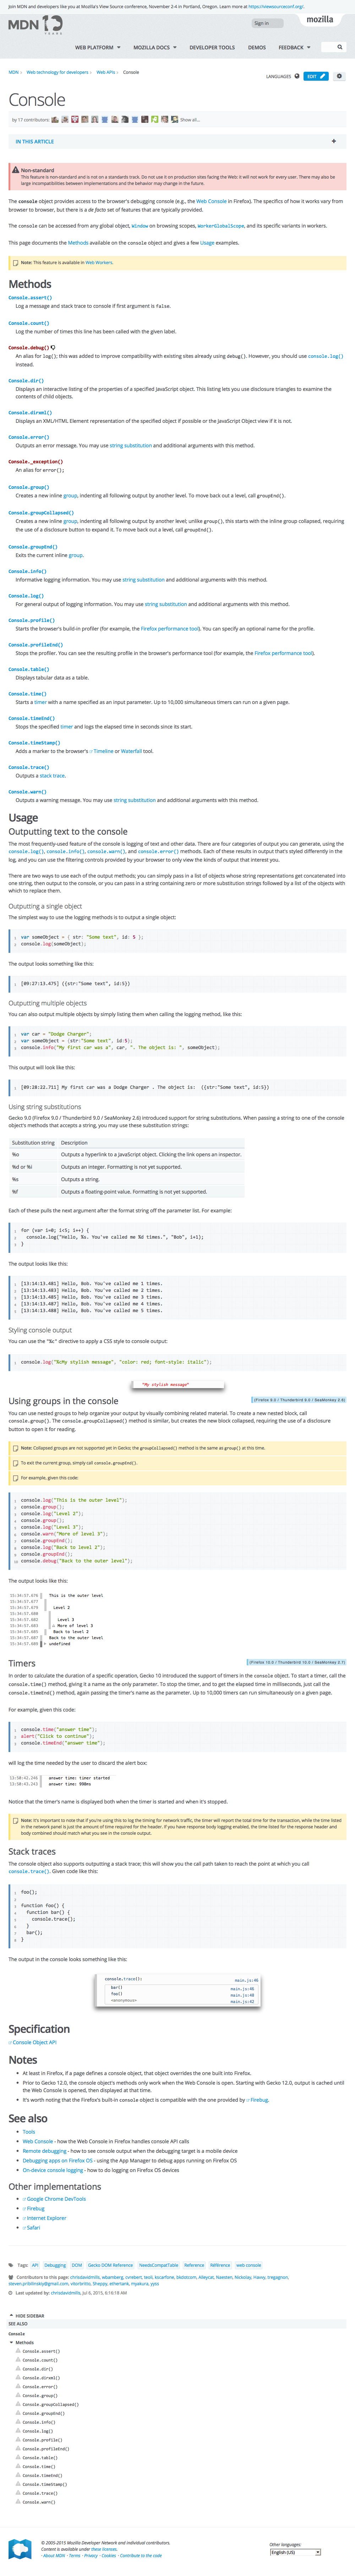 Join MDN and developers like you at Mozilla's View Source conference, November 2-4 in Portland, Oregon. Learn more at https://viewsourceconf.org/.
MDN 10 YEARS
Sign in
mozilla
WEB PLATFORM
MOZILLA DOCS
DEVELOPER TOOLS
DEMOS
FEEDBACK
MDN
Web technology for developers
Web APIs
Console
LANGUAGES
EDIT
Console
by 17 contributors:
Show all…
IN THIS ARTICLE
Non-standard
This feature is non-standard and is not on a standards track. Do not use it on production sites facing the Web: it will not work for every user. There may also be
large incompatibilities between implementations and the behavior may change in the future.
The console object provides access to the browser's debugging console (e.g., the Web Console in Firefox). The specifics of how it works vary from
browser to browser, but there is a de facto set of features that are typically provided.
The console can be accessed from any global object, Window on browsing scopes, WorkerGlobalScope, and its specific variants in workers.
This page documents the Methods available on the console object and gives a few Usage examples.
Note: This feature is available in Web Workers.
Methods
Console.assert()
Log a message and stack trace to console if first argument is false.
Console.count()
Log the number of times this line has been called with the given label.
Console.debug()
An alias for log(); this was added to improve compatibility with existing sites already using debug(). However, you should use console.log()
instead.
Console.dir()
Displays an interactive listing of the properties of a specified JavaScript object. This listing lets you use disclosure triangles to examine the
contents of child objects.
Console.dirxml()
Displays an XML/HTML Element representation of the specified object if possible or the JavaScript Object view if it is not.
Console.error()
Outputs an error message. You may use string substitution and additional arguments with this method.
Console._exception()
An alias for error();
Console.group()
Creates a new inline group, indenting all following output by another level. To move back out a level, call groupEnd().
Console.groupCollapsed()
Creates a new inline group, indenting all following output by another level; unlike group(), this starts with the inline group collapsed, requiring
the use of a disclosure button to expand it. To move back out a level, call groupEnd().
Console.groupEnd()
Exits the current inline group.
Console.info()
Informative logging information. You may use string substitution and additional arguments with this method.
Console.log()
For general output of logging information. You may use string substitution and additional arguments with this method.
Console.profile()
Starts the browser's build-in profiler (for example, the Firefox performance tool). You can specify an optional name for the profile.
Console.profileEnd()
Stops the profiler. You can see the resulting profile in the browser's performance tool (for example, the Firefox performance tool).
Console.table()
Displays tabular data as a table.
Console.time()
Starts a timer with a name specified as an input parameter. Up to 10,000 simultaneous timers can run on a given page.
Console.timeEnd()
Stops the specified timer and logs the elapsed time in seconds since its start.
Console.timeStamp()
Adds a marker to the browser's Timeline or Waterfall tool.
Console.trace()
Outputs a stack trace.
Console.warn()
Outputs a warning message. You may use string substitution and additional arguments with this method.
Usage
Outputting text to the console
The most frequently-used feature of the console is logging of text and other data. There are four categories of output you can generate, using the
console.log(), console.info(), console.warn(), and console.error() methods. Each of these results in output that's styled differently in the
log, and you can use the filtering controls provided by your browser to only view the kinds of output that interest you.
There are two ways to use each of the output methods; you can simply pass in a list of objects whose string representations get concatenated into
one string, then output to the console, or you can pass in a string containing zero or more substitution strings followed by a list of the objects with
which to replace them.
Outputting a single object
The simplest way to use the logging methods is to output a single object:
1 var someObject = { str: "Some text", id: 5 };
2 console.log(someObject);
The output looks something like this:
1 [09:27:13.475] ({str:"Some text", id:5})
Outputting multiple objects
You can also output multiple objects by simply listing them when calling the logging method, like this:
1 var car = "Dodge Charger";
2 var someObject = {str:"Some text", id:5};
3 console.info("My first car was a", car, ". The object is: ", someObject);
This output will look like this:
1 [09:28:22.711] My first car was a Dodge Charger . The object is:  ({str:"Some text", id:5})
Using string substitutions
Gecko 9.0 (Firefox 9.0 / Thunderbird 9.0 / SeaMonkey 2.6) introduced support for string substitutions. When passing a string to one of the console
object's methods that accepts a string, you may use these substitution strings:
Substitution string Description
%o Outputs a hyperlink to a JavaScript object. Clicking the link opens an inspector.
%d or %i Outputs an integer. Formatting is not yet supported.
%s Outputs a string.
%f Outputs a floating-point value. Formatting is not yet supported.
Each of these pulls the next argument after the format string off the parameter list. For example:
1 for (var i=0; i<5; i++) {
2 console.log("Hello, %s. You've called me %d times.", "Bob", i+1);
3 }
The output looks like this:
1 [13:14:13.481] Hello, Bob. You've called me 1 times.
2 [13:14:13.483] Hello, Bob. You've called me 2 times.
3 [13:14:13.485] Hello, Bob. You've called me 3 times.
4 [13:14:13.487] Hello, Bob. You've called me 4 times.
5 [13:14:13.488] Hello, Bob. You've called me 5 times.
Styling console output
You can use the "%c" directive to apply a CSS style to console output:
1 console.log("%cMy stylish message", "color: red; font-style: italic");
"My stylish message"
Using groups in the console
(Firefox 9.0 / Thunderbird 9.0 / SeaMonkey 2.6)
You can use nested groups to help organize your output by visually combining related material. To create a new nested block, call
console.group(). The console.groupCollapsed() method is similar, but creates the new block collapsed, requiring the use of a disclosure
button to open it for reading.
Note: Collapsed groups are not supported yet in Gecko; the groupCollapsed() method is the same as group() at this time.
To exit the current group, simply call console.groupEnd().
For example, given this code:
1 console.log("This is the outer level");
2 console.group();
3 console.log("Level 2");
4 console.group();
5 console.log("Level 3");
6 console.warn("More of level 3");
7 console.groupEnd();
8 console.log("Back to level 2");
9 console.groupEnd();
10 console.debug("Back to the outer level");
The output looks like this:
This is the outer level
Level 2
Level 3
More of level 3
Back to level 2
Back to the outer level
undefined
Timers
(Firefox 10.0 / Thunderbird 10.0 / SeaMonkey 2.7)
In order to calculate the duration of a specific operation, Gecko 10 introduced the support of timers in the console object. To start a timer, call the
console.time() method, giving it a name as the only parameter. To stop the timer, and to get the elapsed time in milliseconds, just call the
console.timeEnd() method, again passing the timer's name as the parameter. Up to 10,000 timers can run simultaneously on a given page.
For example, given this code:
1 console.time("answer time");
2 alert("Click to continue");
3 console.timeEnd("answer time");
will log the time needed by the user to discard the alert box:
13:50:42.246 answer time: timer started
13:50:43.243 answer time: 998ms
Notice that the timer's name is displayed both when the timer is started and when it's stopped.
Note: It's important to note that if you're using this to log the timing for network traffic, the timer will report the total time for the transaction, while the time listed
in the network panel is just the amount of time required for the header. If you have response body logging enabled, the time listed for the response header and
body combined should match what you see in the console output.
Stack traces
The console object also supports outputting a stack trace; this will show you the call path taken to reach the point at which you call
console.trace(). Given code like this:
1 foo();
2
3 function foo() {
4 function bar() {
5 console.trace();
6 }
7 bar();
8 }
The output in the console looks something like this:
console.trace(): main.js:46
bar() main.js:46
foo() main.js:48
<anonymous> main.js:42
Specification
Console Object API
Notes
At least in Firefox, if a page defines a console object, that object overrides the one built into Firefox.
Prior to Gecko 12.0, the console object's methods only work when the Web Console is open. Starting with Gecko 12.0, output is cached until
the Web Console is opened, then displayed at that time.
It's worth noting that the Firefox's built-in console object is compatible with the one provided by Firebug.
See also
Tools
Web Console - how the Web Console in Firefox handles console API calls
Remote debugging - how to see console output when the debugging target is a mobile device
Debugging apps on Firefox OS - using the App Manager to debug apps running on Firefox OS
On-device console logging - how to do logging on Firefox OS devices
Other implementations
Google Chrome DevTools
Firebug
Internet Explorer
Safari
Tags: API Debugging DOM Gecko DOM Reference NeedsCompatTable Reference Référence web console
Last updated by: chrisdavidmills, Jul 6, 2015, 6:16:18 AM
HIDE SIDEBAR
SEE ALSO
Console
Methods
Console.assert()
Console.count()
Console.dir()
Console.dirxml()
Console.error()
Console.group()
Console.groupCollapsed()
Console.groupEnd()
Console.info()
Console.log()
Console.profile()
Console.profileEnd()
Console.table()
Console.time()
Console.timeEnd()
Console.timeStamp()
Console.trace()
Console.warn()
© 2005-2015 Mozilla Developer Network and individual contributors.
Content is available under these licenses.
About MDN · Terms · Privacy · Cookies · Contribute to the code
Other languages:
English (US)